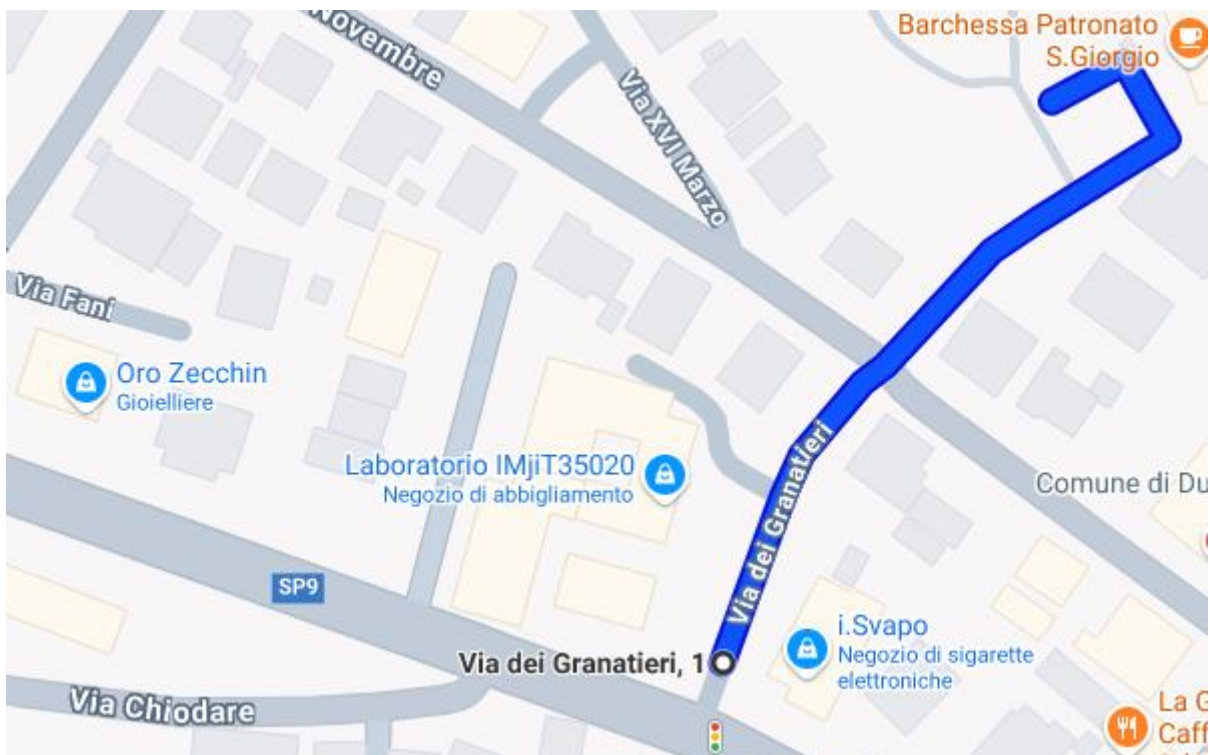 Barchessa Patronato
S.Giorgio
Novembre
Via XVI Marzo
Via Fani
Oro Zecchin
Gioielliere
Laboratorio IMjiT35020
Negozio di abbigliamento
Via dei Granatieri
Comune di Du
SP9
i.Svapo
Negozio di sigarette
elettroniche
Via dei Granatieri, 1
Via Chiodare
La G
Caff